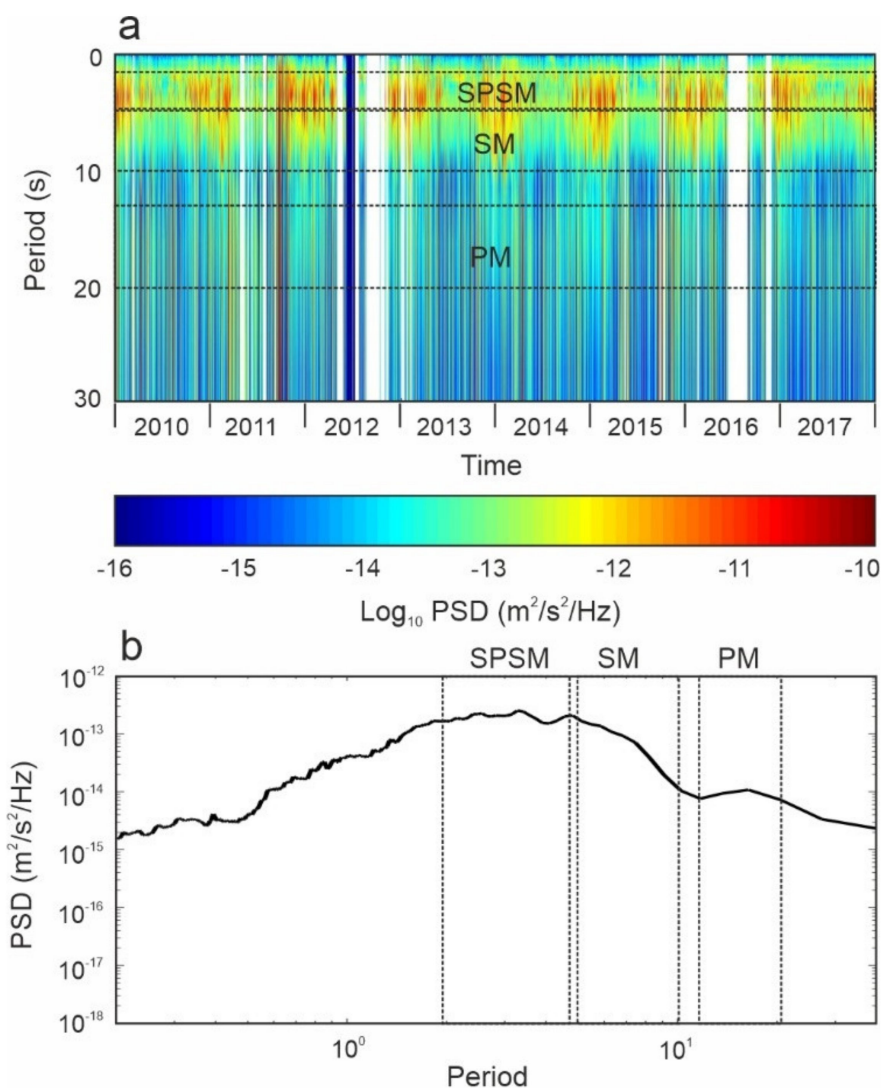 a
0
10
20
30
Period (s)
SPSM
SM
PM
2010 2011 2012 2013 2014 2015 2016 2017
Time
-16 -15 -14 -13 -12 -11 -10
Log₁₀ PSD (m²/s²/Hz)
b
SPSM SM PM
10⁻¹²
10⁻¹³
10⁻¹⁴
10⁻¹⁵
10⁻¹⁶
10⁻¹⁷
10⁻¹⁸
PSD (m²/s²/Hz)
10⁰ 10¹
Period